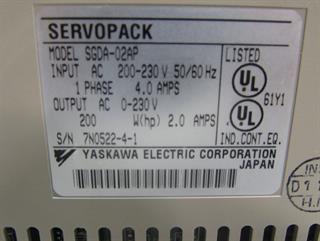 SERVOPACK
MODEL SGDA-02AP
LISTED
INPUT AC 200-230 V 50/60 Hz
1 PHASE 4.0 AMPS
OUTPUT AC 0-230 V
200 W(hp) 2.0 AMPS
UL
UL
61Y1
S/N 7N0522-4-1
IND.CONT.EQ.
YASKAWA ELECTRIC CORPORATION
JAPAN